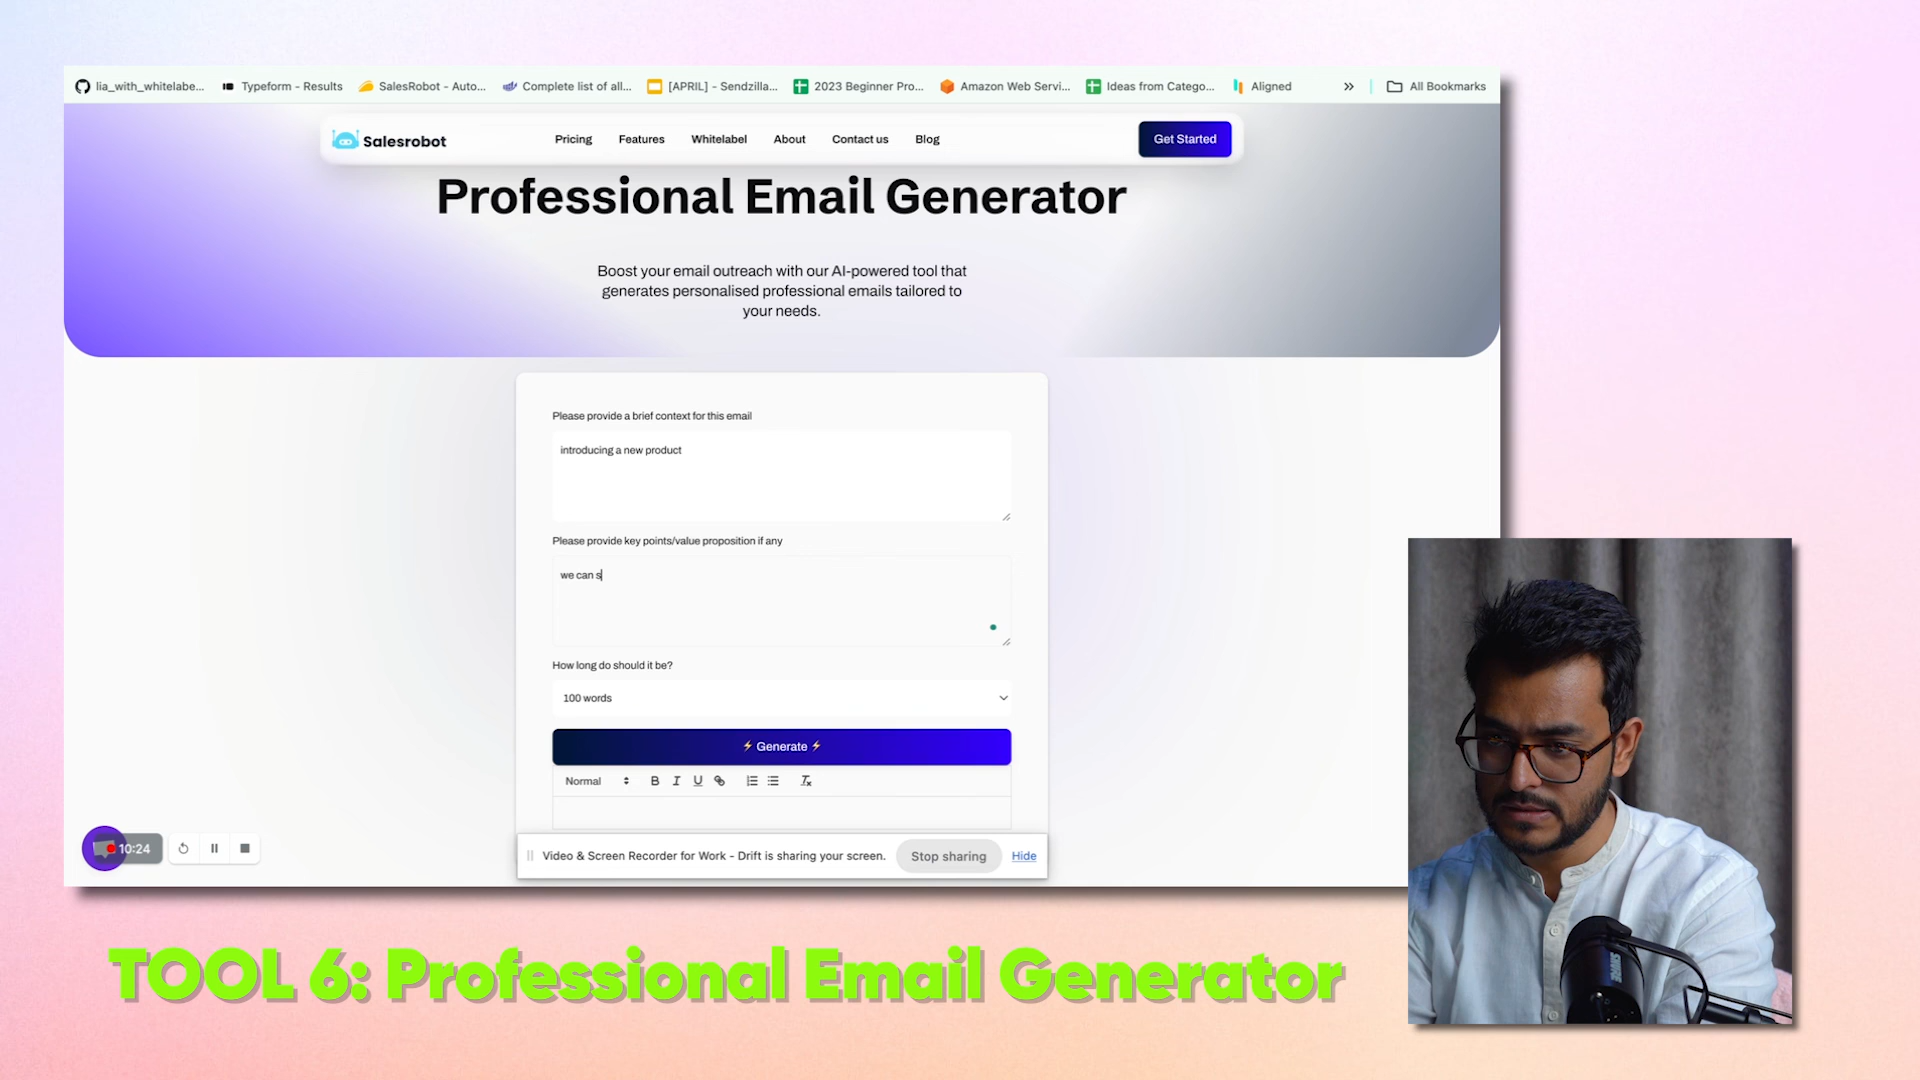 lia_with_whitelabe... Typeform - Results SalesRobot - Auto... Complete list of all... [APRIL] - Sendzilla... 2023 Beginner Pro... Amazon Web Servi... Ideas from Catego... Aligned All Bookmarks
Salesrobot Pricing Features Whitelabel About Contact us Blog Get Started
Professional Email Generator
Boost your email outreach with our AI-powered tool that
generates personalised professional emails tailored to
your needs.
Please provide a brief context for this email
introducing a new product
Please provide key points/value proposition if any
we can s
How long do should it be?
100 words
⚡ Generate ⚡
Normal B I U
10:24
Video & Screen Recorder for Work - Drift is sharing your screen. Stop sharing Hide
TOOL 6: Professional Email Generator
SHURE